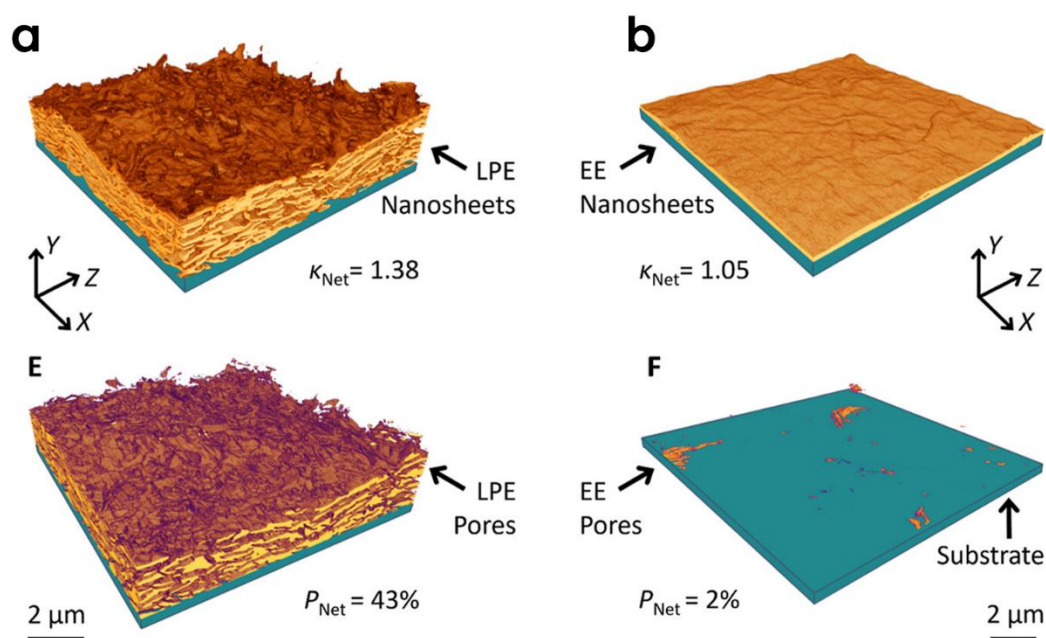 a
b
LPE
Nanosheets
EE
Nanosheets
Y
Z
X
κNet= 1.38
κNet= 1.05
Y
Z
X
E
F
LPE
Pores
EE
Pores
Substrate
PNet = 43%
PNet = 2%
2 µm
2 µm